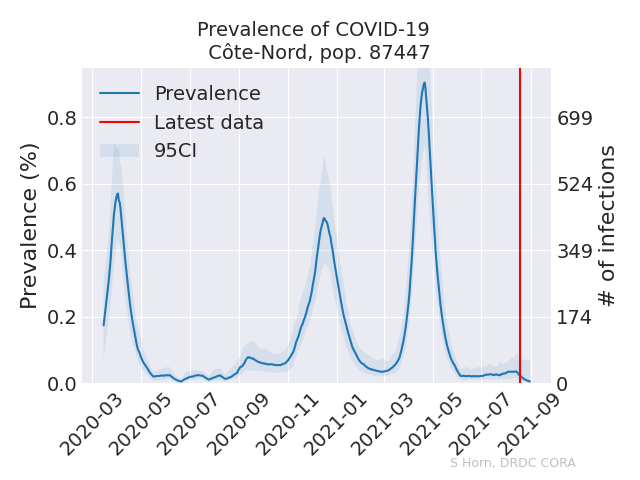 Prevalence of COVID-19
Côte-Nord, pop. 87447
Prevalence
Latest data
95CI
Prevalence (%)
0.8
0.6
0.4
0.2
0.0
699
524
349
174
0
# of infections
2020-03
2020-05
2020-07
2020-09
2020-11
2021-01
2021-03
2021-05
2021-07
2021-09
S Horn, DRDC CORA